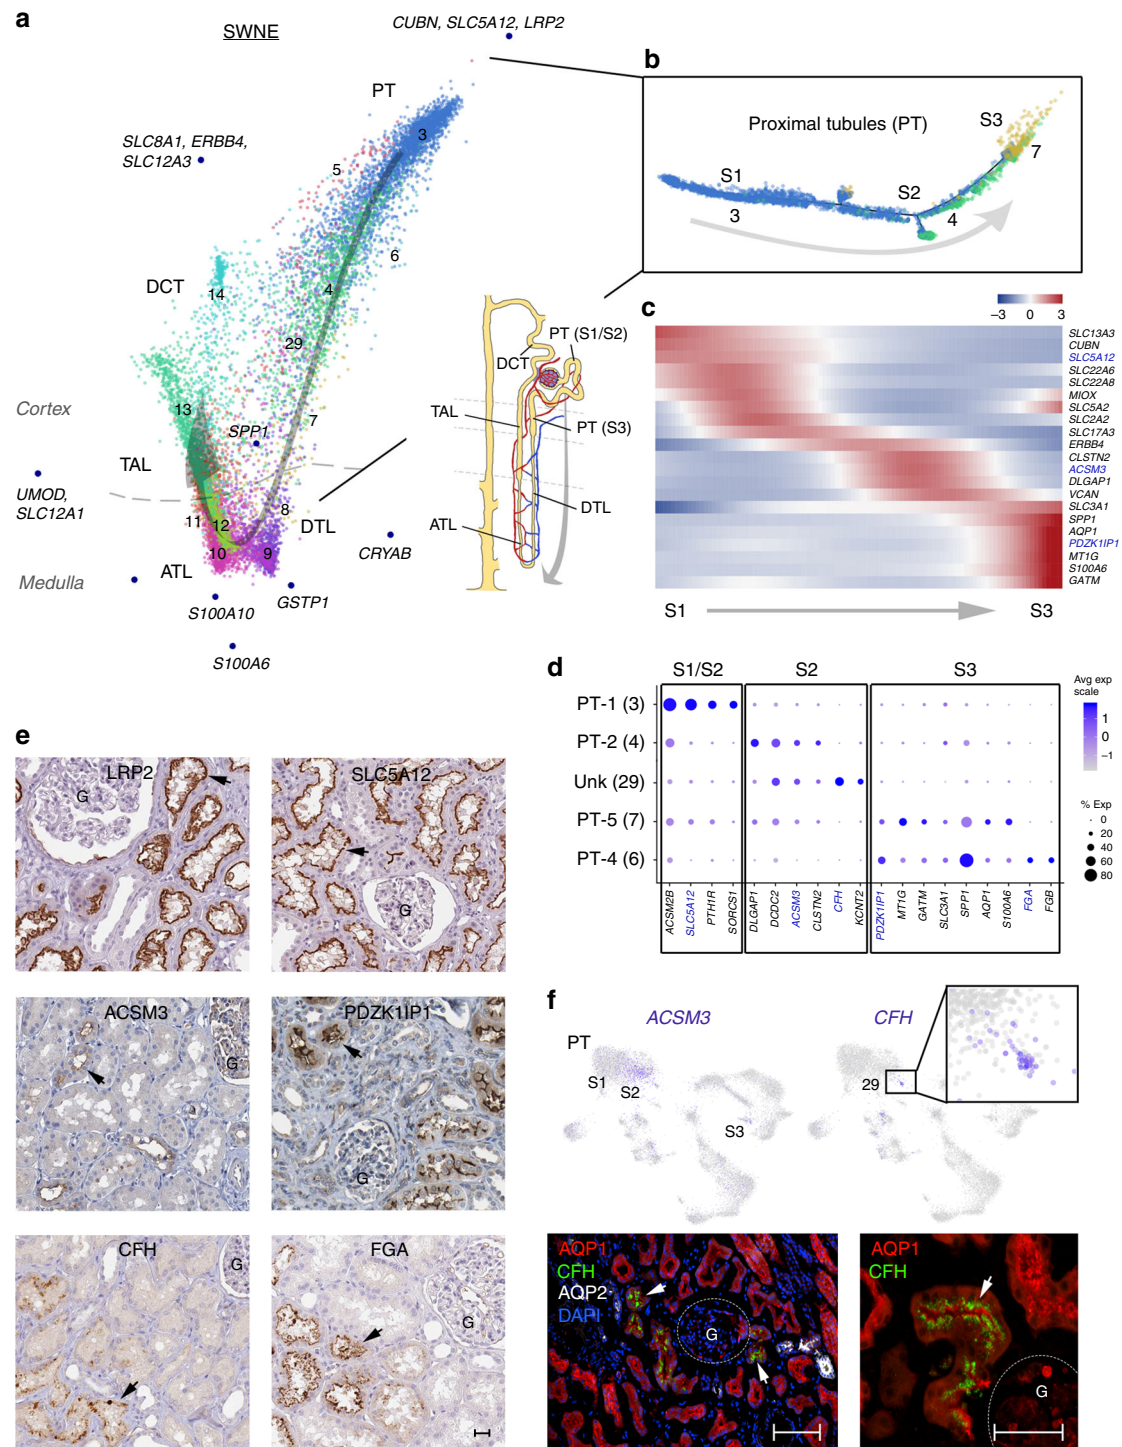 a
SWNE
CUBN, SLC5A12, LRP2
PT
3
SLC8A1, ERBB4,
SLC12A3
5
6
DCT
14
4
29
Cortex
13
7
SPP1
TAL
UMOD,
SLC12A1
11
12
8
DTL
10
9
CRYAB
ATL
Medulla
GSTP1
S100A10
S100A6
PT (S1/S2)
DCT
TAL
PT (S3)
DTL
ATL
b
Proximal tubules (PT)
S1
3
S2
4
S3
7
c
−3 0 3
SLC13A3
CUBN
SLC5A12
SLC22A6
SLC22A8
MIOX
SLC5A2
SLC2A2
SLC17A3
ERBB4
CLSTN2
ACSM3
DLGAP1
VCAN
SLC3A1
SPP1
AQP1
PDZK1IP1
MT1G
S100A6
GATM
S1
S3
d
S1/S2 S2 S3
PT-1 (3)
PT-2 (4)
Unk (29)
PT-5 (7)
PT-4 (6)
ACSM2B
SLC5A12
PTH1R
SORCS1
DLGAP1
DCDC2
ACSM3
CLSTN2
CFH
KCNT2
PDZK1IP1
MT1G
GATM
SLC3A1
SPP1
AQP1
S100A6
FGA
FGB
Avg exp
scale
1
0
−1
% Exp
0
20
40
60
80
e
LRP2
G
SLC5A12
G
ACSM3
G
PDZK1IP1
G
CFH
G
FGA
G
f
ACSM3
PT
S1
S2
S3
CFH
29
AQP1
CFH
AQP2
DAPI
G
AQP1
CFH
G